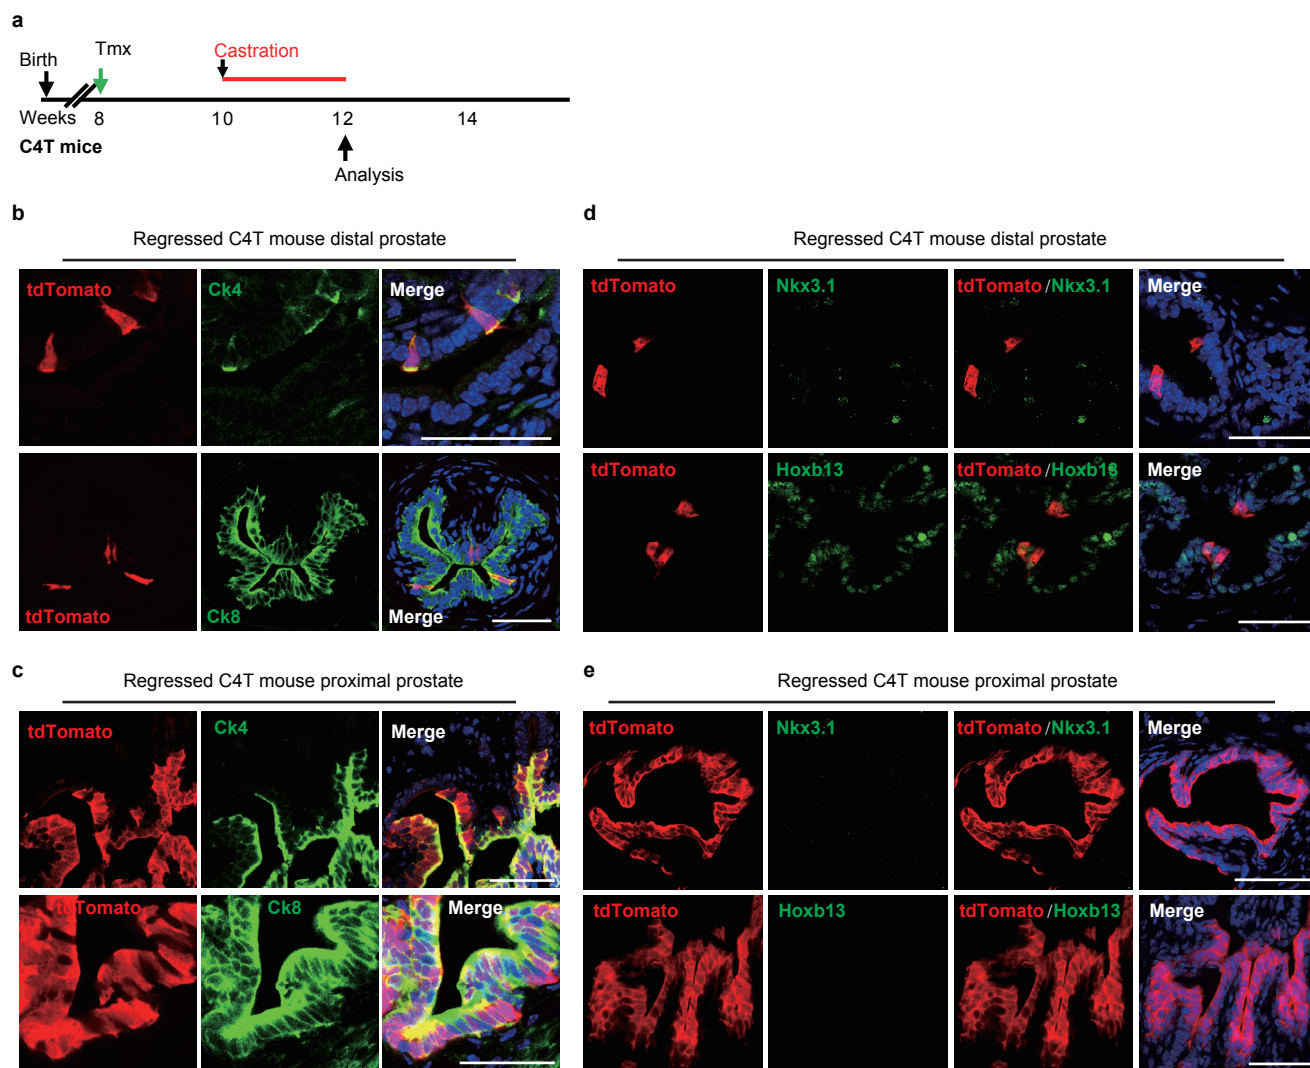 a
Birth
Tmx
Castration
Weeks 8 10 12 14
C4T mice
Analysis
b
Regressed C4T mouse distal prostate
tdTomato
Ck4
Merge
tdTomato
Ck8
Merge
c
Regressed C4T mouse proximal prostate
tdTomato
Ck4
Merge
tdTomato
Ck8
Merge
d
Regressed C4T mouse distal prostate
tdTomato
Nkx3.1
tdTomato/Nkx3.1
Merge
tdTomato
Hoxb13
tdTomato/Hoxb13
Merge
e
Regressed C4T mouse proximal prostate
tdTomato
Nkx3.1
tdTomato/Nkx3.1
Merge
tdTomato
Hoxb13
tdTomato/Hoxb13
Merge